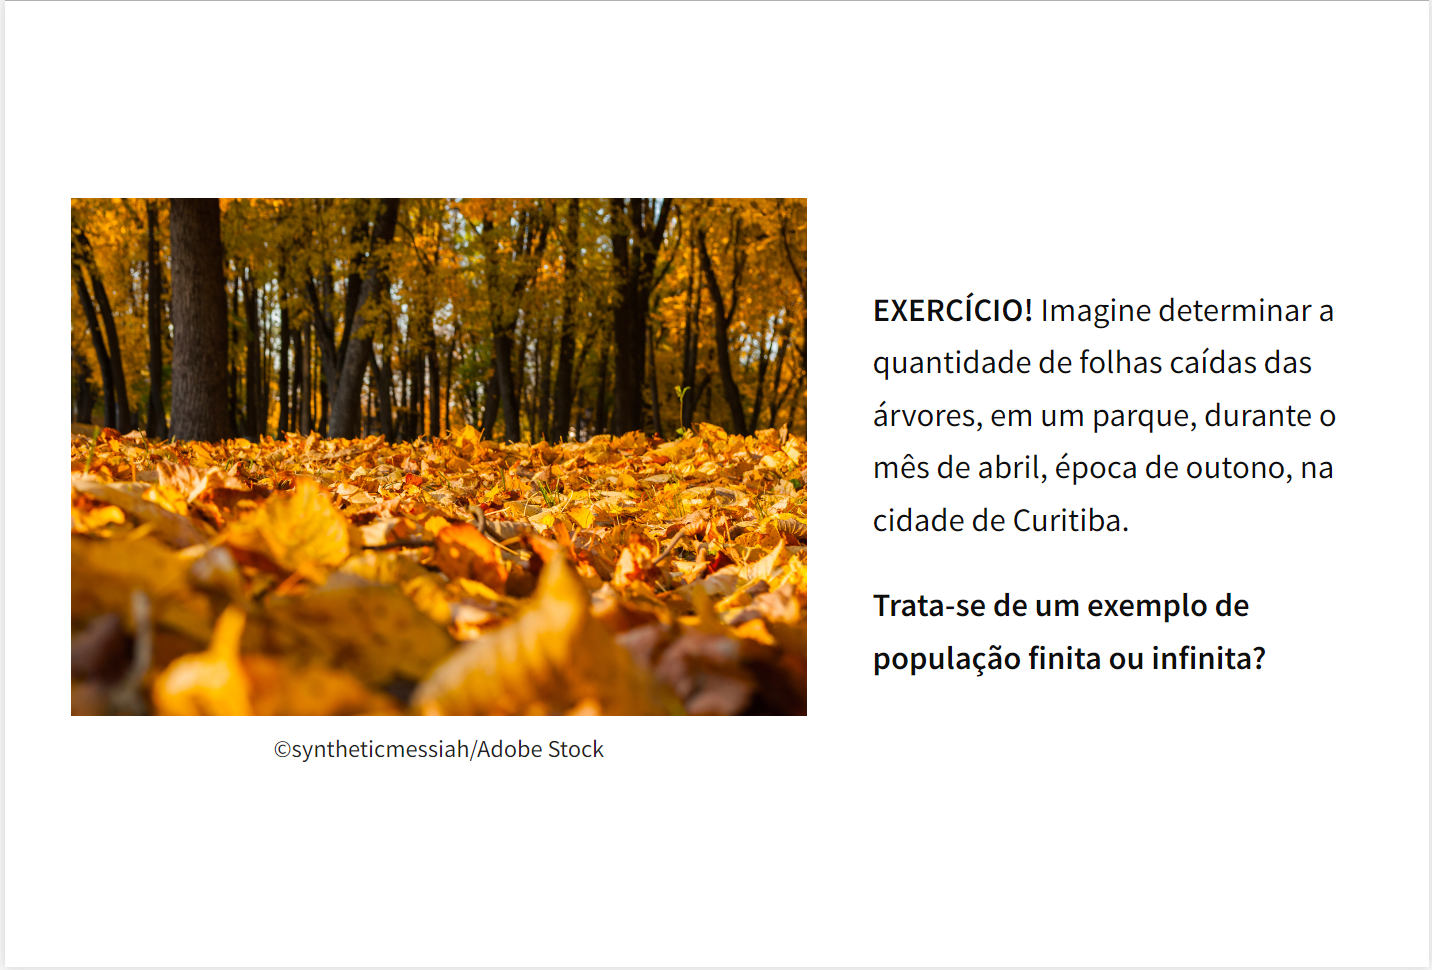 EXERCÍCIO! Imagine determinar a
quantidade de folhas caídas das
árvores, em um parque, durante o
mês de abril, época de outono, na
cidade de Curitiba.
Trata-se de um exemplo de
população finita ou infinita?
©syntheticmessiah/Adobe Stock